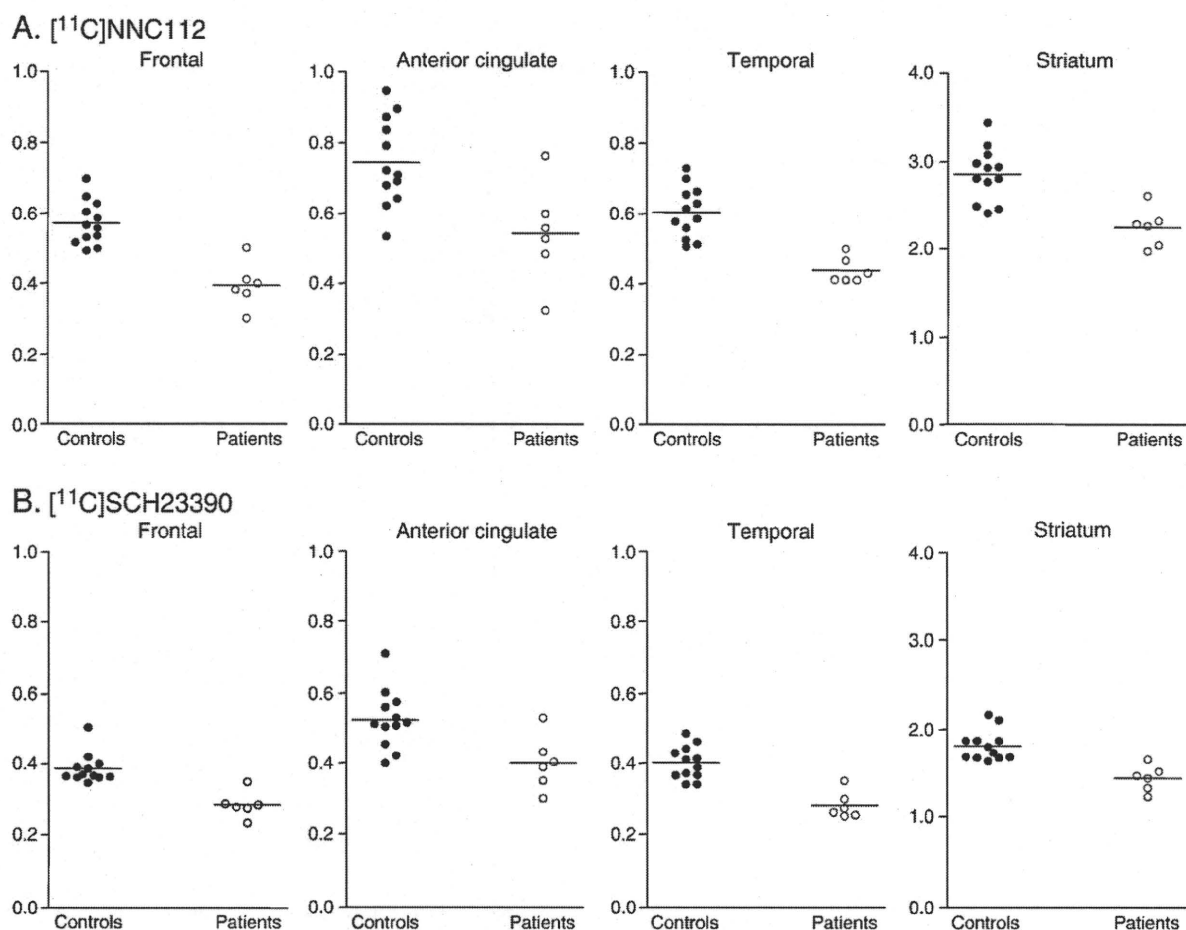 A. [¹¹C]NNC112
Frontal Anterior cingulate Temporal Striatum
1.0 1.0 1.0 4.0
0.8 0.8 0.8
3.0
0.6 0.6 0.6
2.0
0.4 0.4 0.4
1.0
0.2 0.2 0.2
0.0 0.0 0.0 0.0
Controls Patients Controls Patients Controls Patients Controls Patients
B. [¹¹C]SCH23390
Frontal Anterior cingulate Temporal Striatum
1.0 1.0 1.0 4.0
0.8 0.8 0.8
3.0
0.6 0.6 0.6
2.0
0.4 0.4 0.4
1.0
0.2 0.2 0.2
0.0 0.0 0.0 0.0
Controls Patients Controls Patients Controls Patients Controls Patients